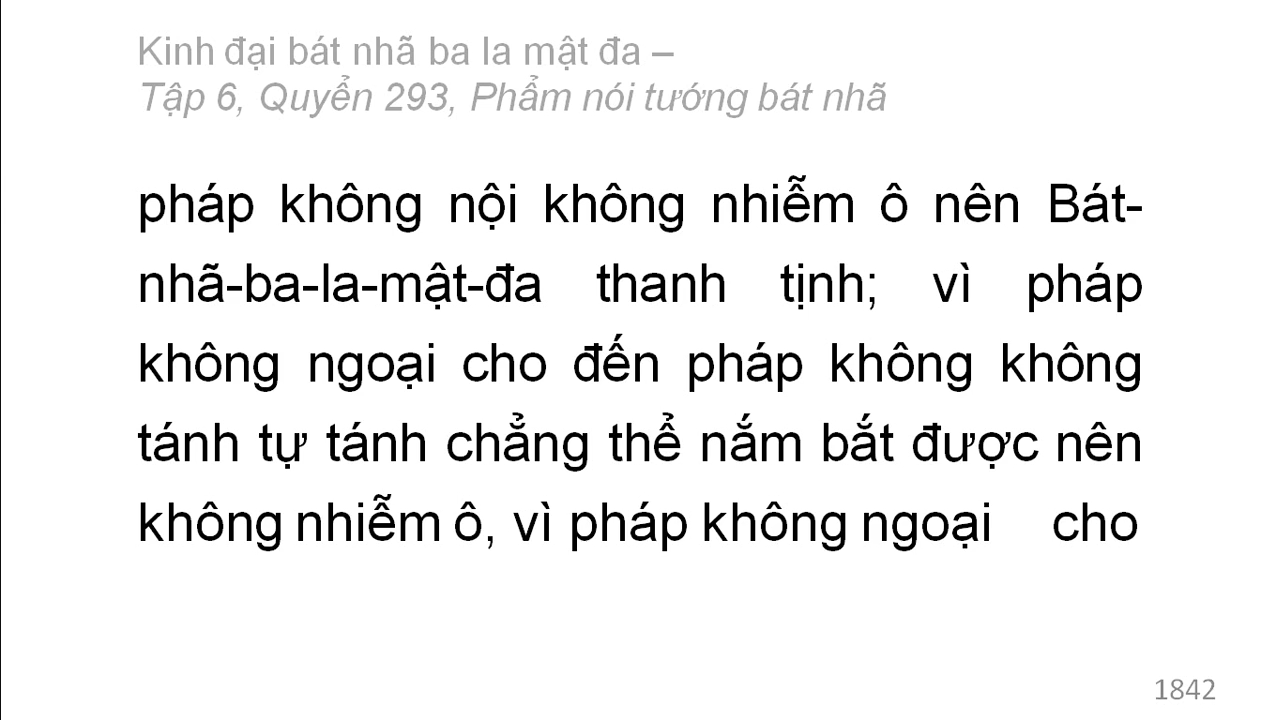 Kinh đại bát nhã ba la mật đa –
Tập 6, Quyển 293, Phẩm nói tướng bát nhã
pháp không nội không nhiễm ô nên Bát-
nhã-ba-la-mật-đa thanh tịnh; vì pháp
không ngoại cho đến pháp không không
tánh tự tánh chẳng thể nắm bắt được nên
không nhiễm ô, vì pháp không ngoại cho
1842